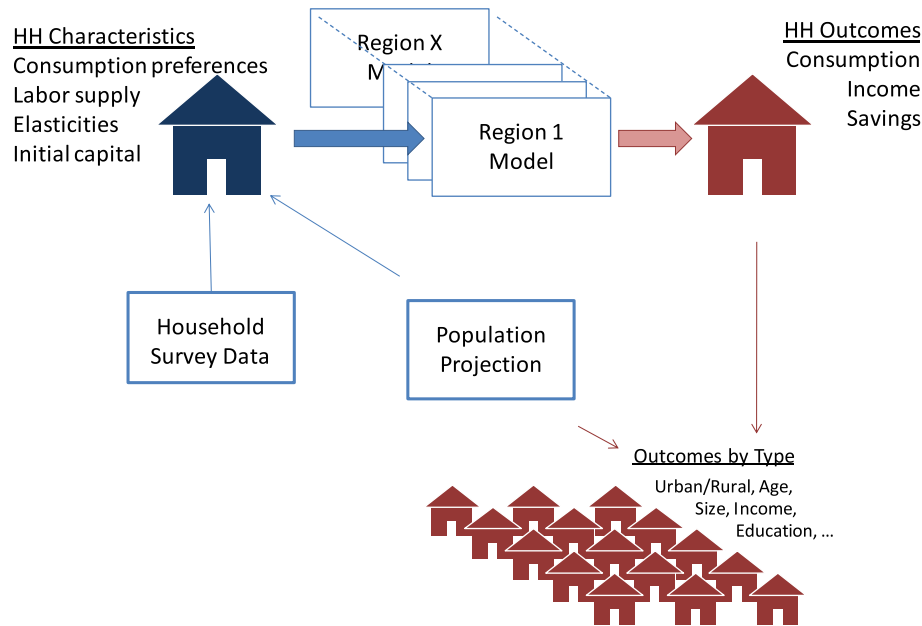 HH Characteristics
Consumption preferences
Labor supply
Elasticities
Initial capital
Region X
Region 1
Model
HH Outcomes
Consumption
Income
Savings
Household
Survey Data
Population
Projection
Outcomes by Type
Urban/Rural, Age,
Size, Income,
Education, ...